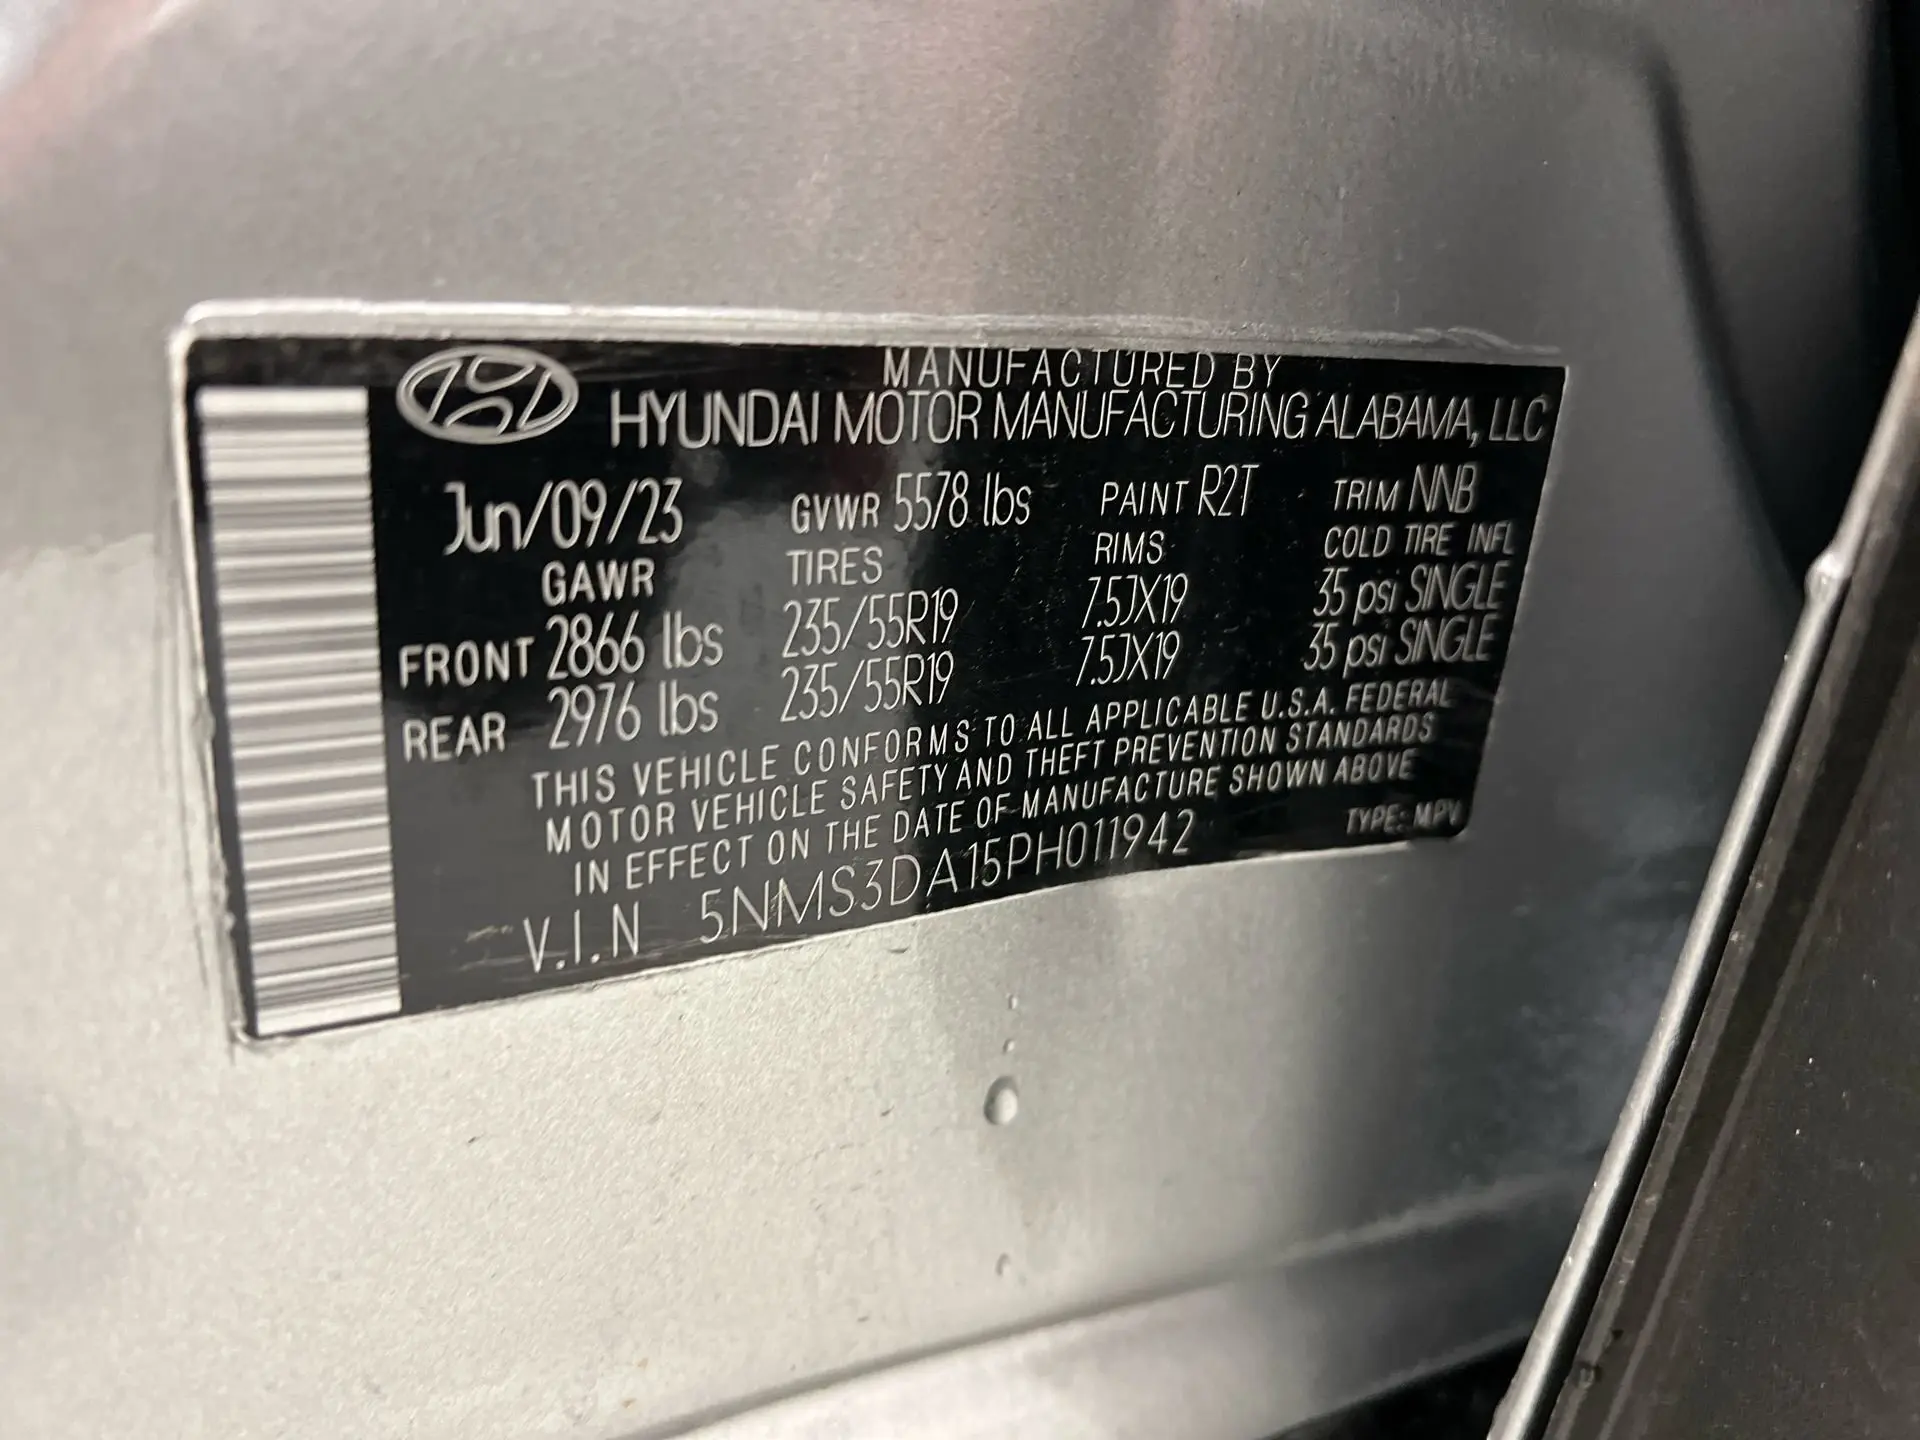 MANUFACTURED BY
HYUNDAI MOTOR MANUFACTURING ALABAMA, LLC
Jun/09/23 GVWR 5578 lbs PAINT R2T TRIM NNB
GAWR TIRES RIMS COLD TIRE INFL
FRONT 2866 lbs 235/55R19 7.5JX19 35 psi SINGLE
REAR 2976 lbs 235/55R19 7.5JX19 35 psi SINGLE
THIS VEHICLE CONFORMS TO ALL APPLICABLE U.S.A. FEDERAL
MOTOR VEHICLE SAFETY AND THEFT PREVENTION STANDARDS
IN EFFECT ON THE DATE OF MANUFACTURE SHOWN ABOVE
V.I.N 5NMS3DA15PH011942 TYPE: MPV